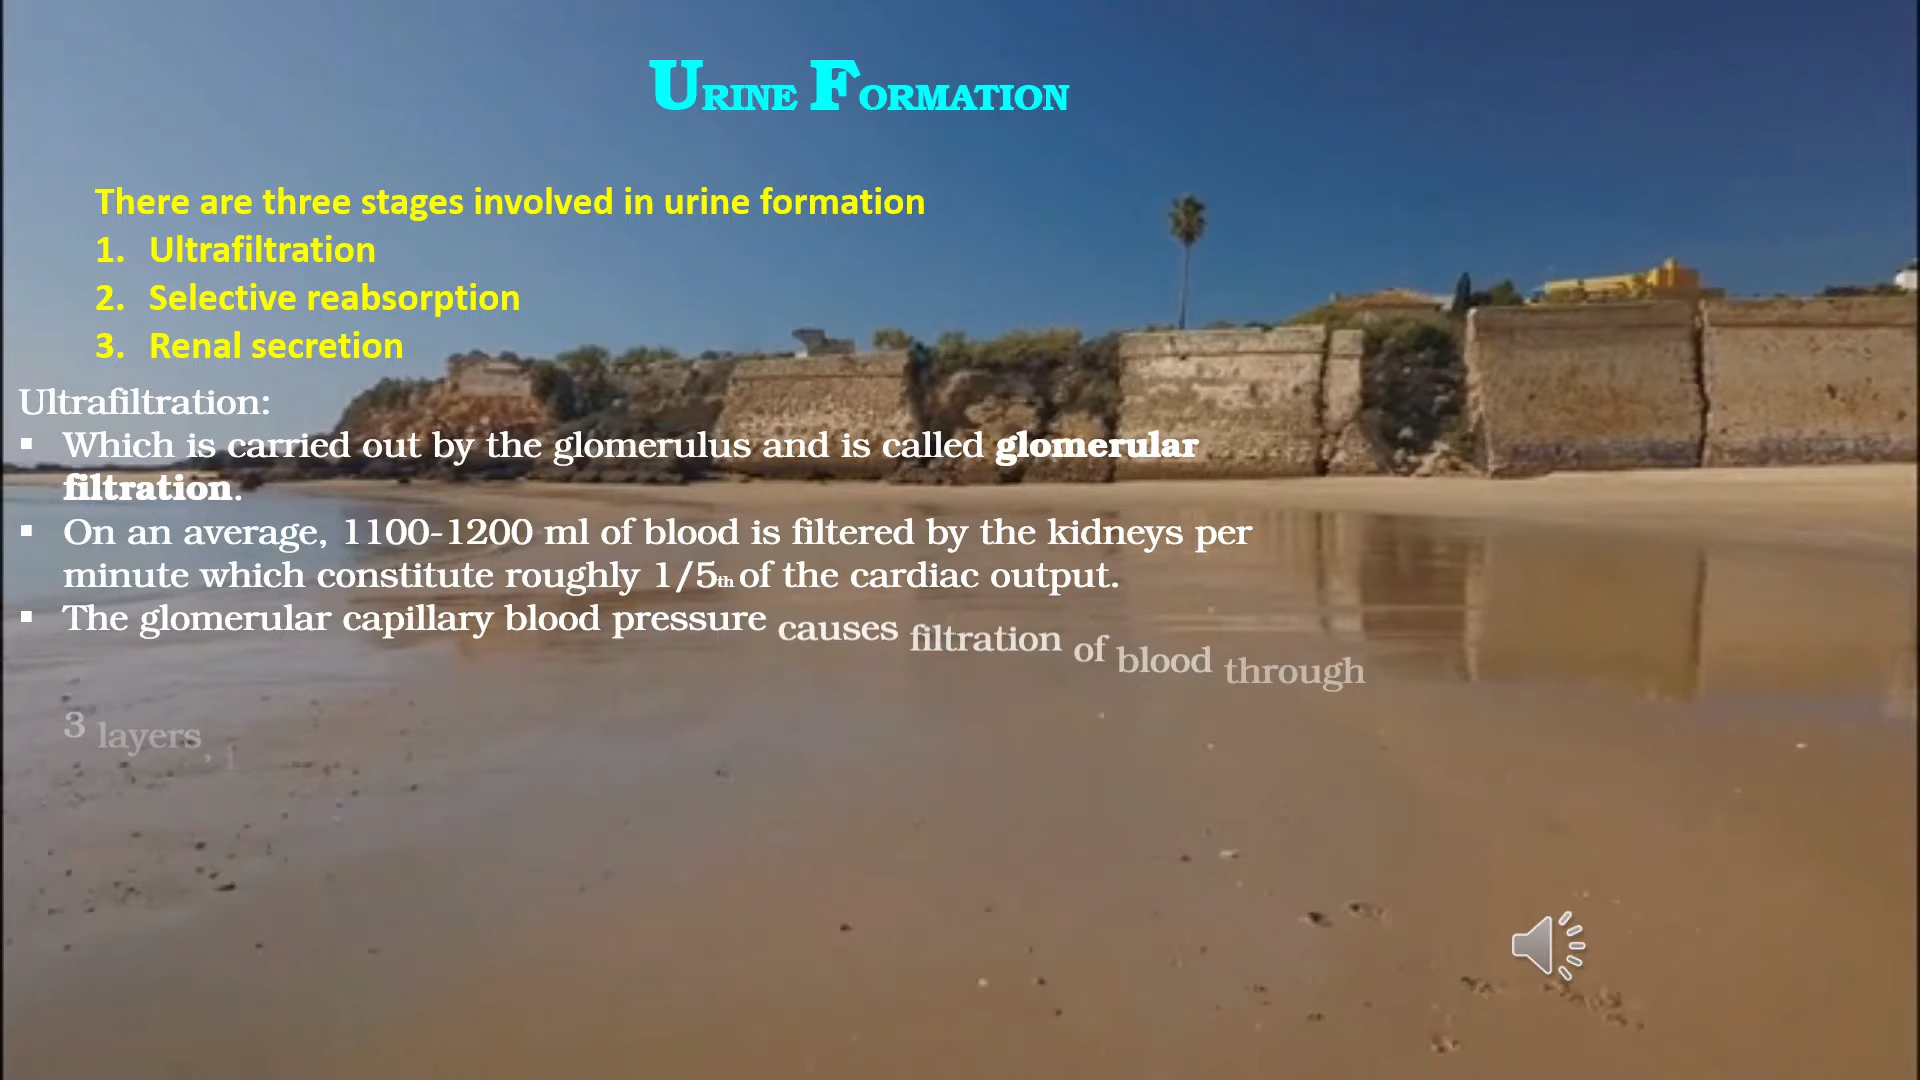 Urine Formation
There are three stages involved in urine formation
1. Ultrafiltration
2. Selective reabsorption
3. Renal secretion
Ultrafiltration:
▪ Which is carried out by the glomerulus and is called glomerular
filtration.
▪ On an average, 1100-1200 ml of blood is filtered by the kidneys per
minute which constitute roughly 1/5th of the cardiac output.
▪ The glomerular capillary blood pressure causes filtration of blood through
3 layers,